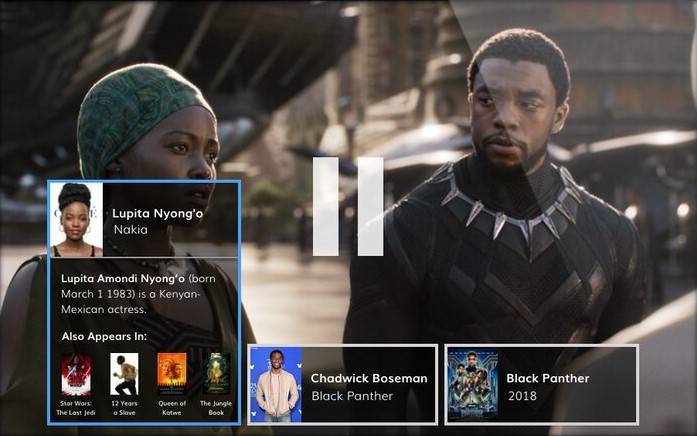 Lupita Nyong'o
Nakia
Lupita Amondi Nyong'o (born
March 1 1983) is a Kenyan-
Mexican actress.
Also Appears In:
Star Wars:
The Last Jedi
12 Years
a Slave
Queen of
Katwe
The Jungle
Book
Chadwick Boseman
Black Panther
Black Panther
2018